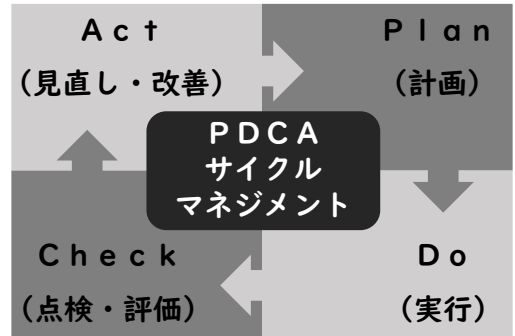 Act
(見直し・改善)
Plan
(計画)
PDCA
サイクル
マネジメント
Check
(点検・評価)
Do
(実行)